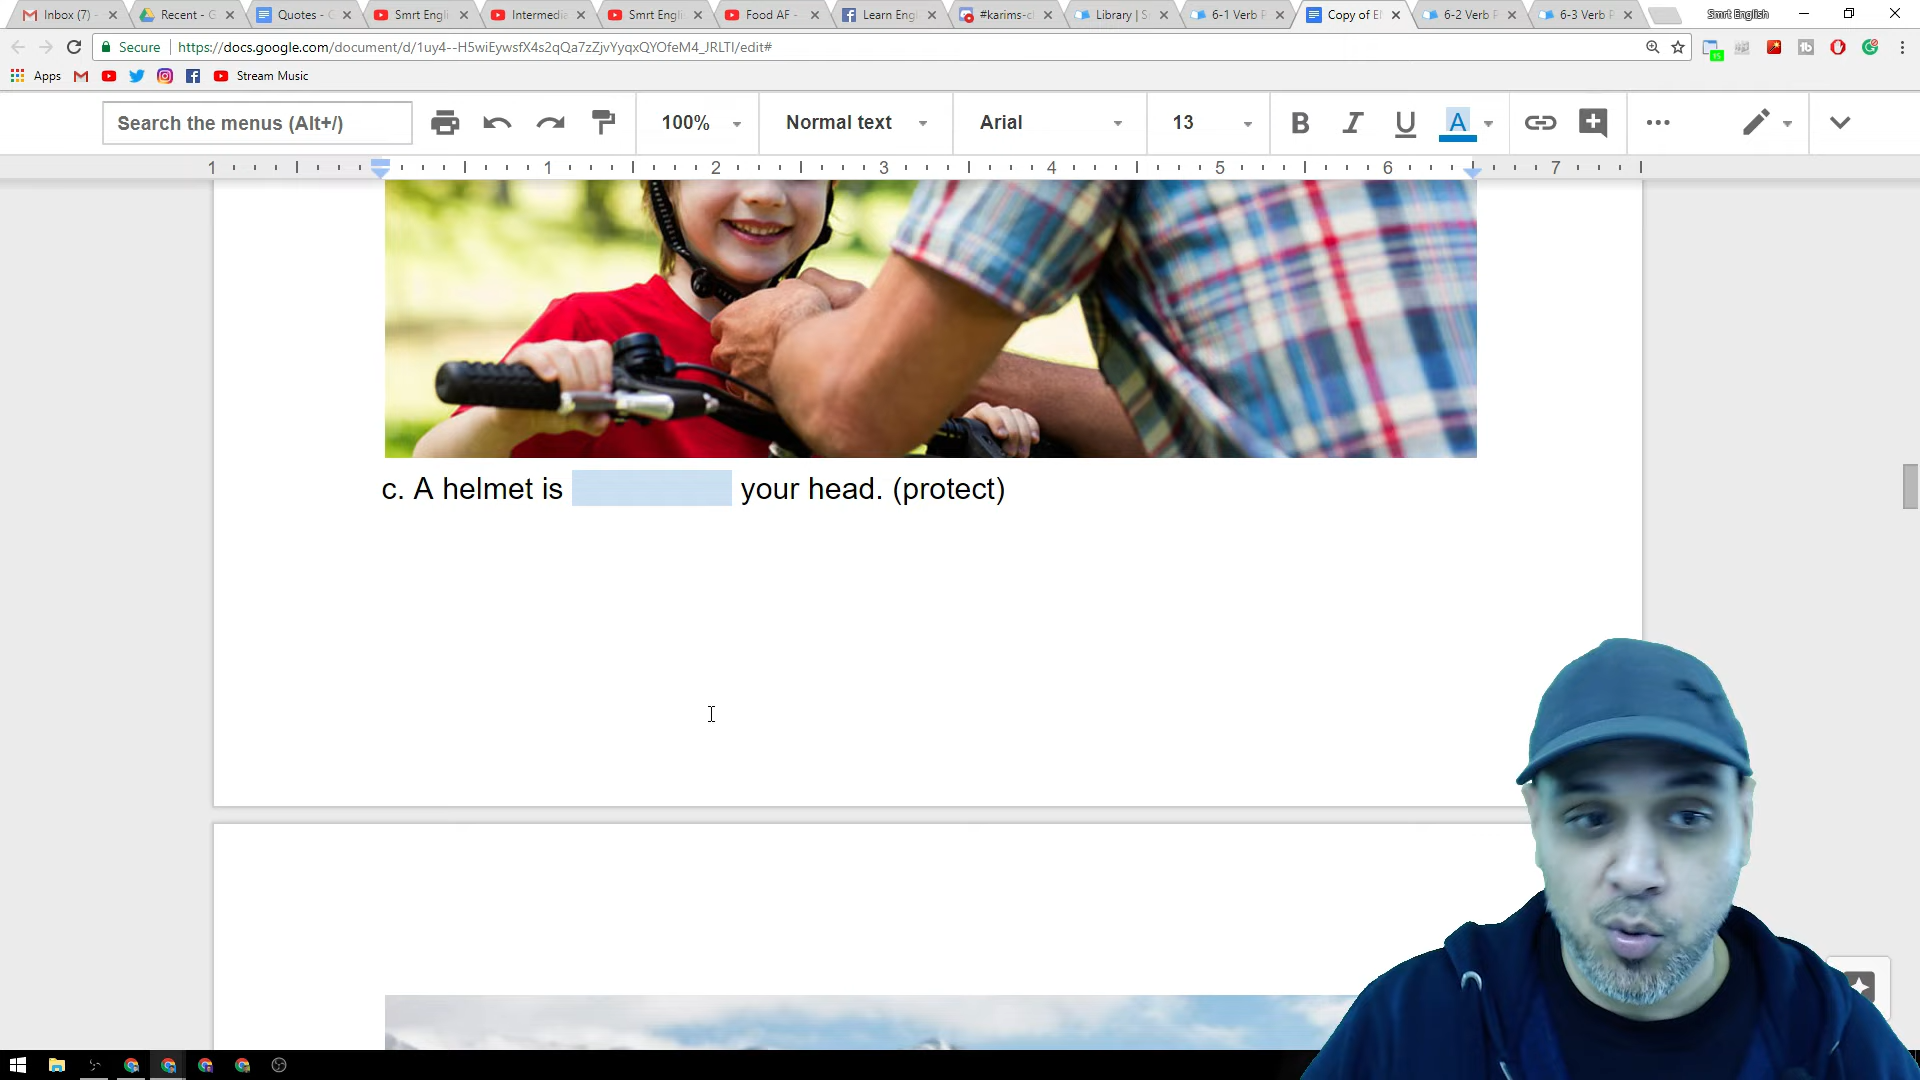 Inbox (7) -
Recent - G
Quotes - G
Smrt Engli
Intermedi
Smrt Engli
Food AF -
Learn Eng
#karims-cl
Library | S
6-1 Verb P
Copy of E
6-2 Verb P
6-3 Verb P
Smrt English
Secure
https://docs.google.com/document/d/1uy4--H5wiEywsfX4s2qQa7zZjvYyqxQYOfeM4_JRLTI/edit#
Apps
Stream Music
Search the menus (Alt+/)
100%
Normal text
Arial
13
B I U A
1 1 2 3 4 5 6 7
c. A helmet is your head. (protect)